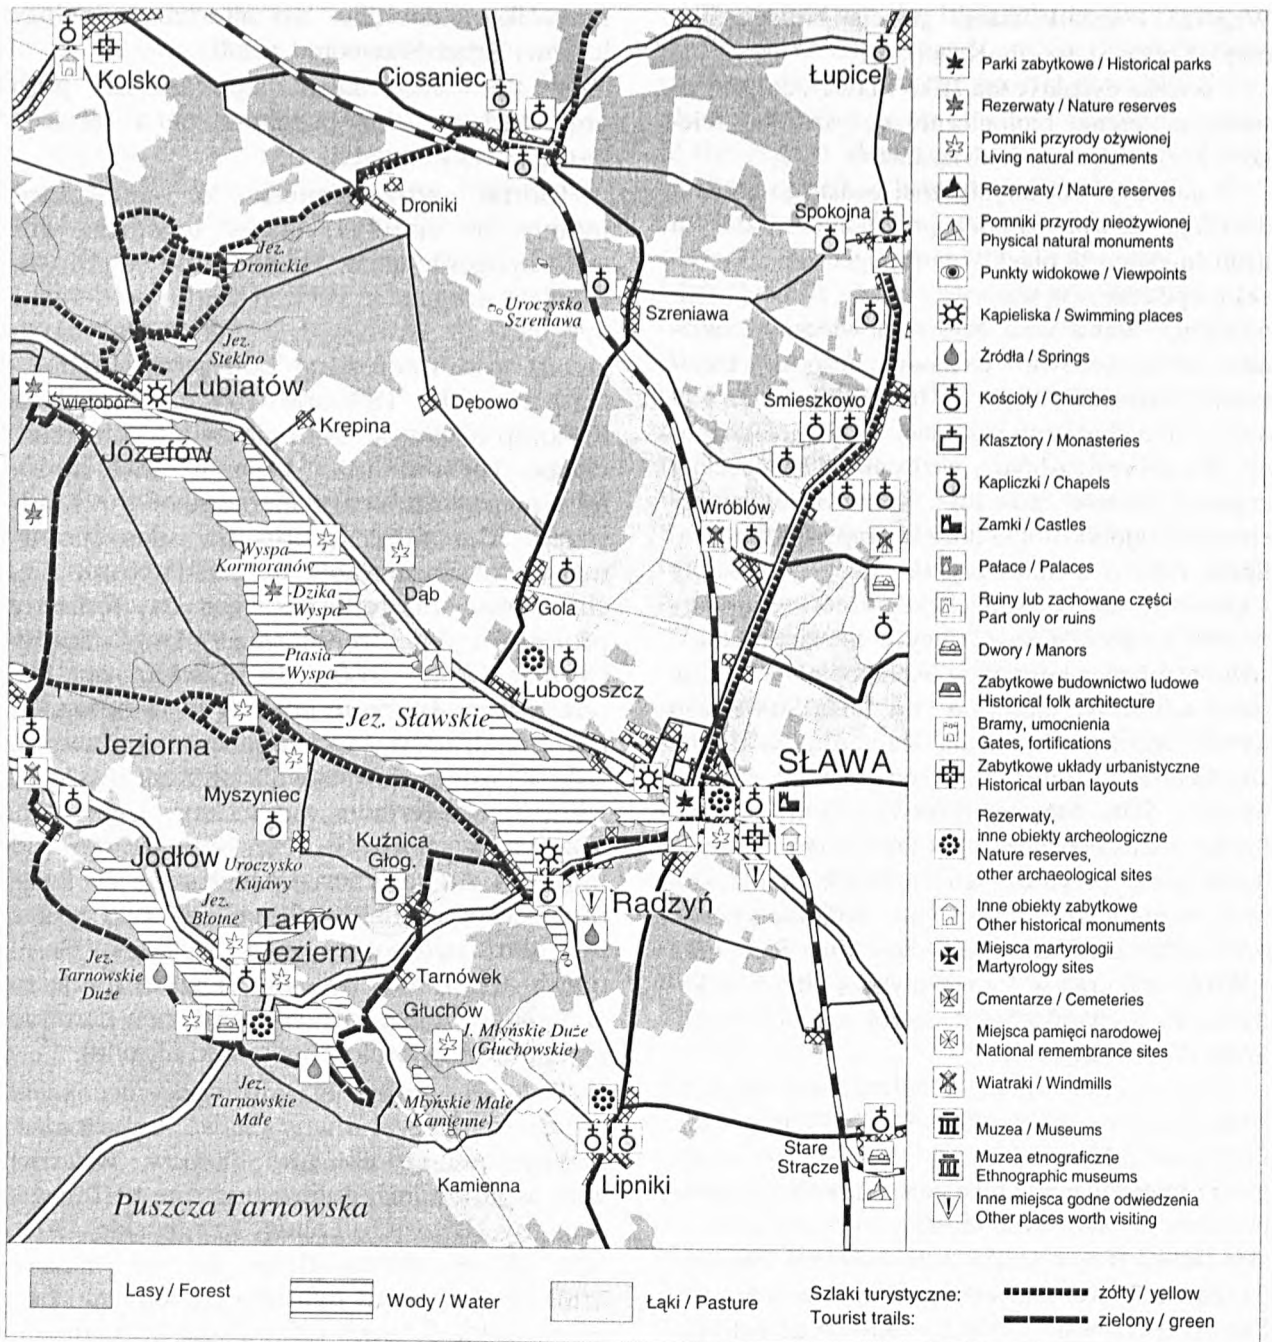 Kolsko
Ciosaniec
Łupice
Droniki
Spokojna
Jez.
Dronickie
Uroczysko
Szreniawa
Szreniawa
Jez.
Steklno
Lubiatów
Świętobór
Dębowo
Śmieszkowo
Krępina
Józefów
Wróblów
Wyspa
Kormoranów
Dzika
Wyspa
Dąb
Gola
Ptasia
Wyspa
Lubogoszcz
Jez. Sławskie
Jeziorna
SŁAWA
Myszyniec
Kuźnica
Głog.
Jodłów
Uroczysko
Kujawy
Jez.
Błotne
Radzyń
Tarnów
Jezierny
Jez.
Tarnowskie
Duże
Tarnówek
Głuchów
J. Młyńskie Duże
(Głuchowskie)
Jez.
Tarnowskie
Małe
J. Młyńskie Małe
(Kamienne)
Stare
Strącze
Kamienna
Lipniki
Puszcza Tarnowska
Parki zabytkowe / Historical parks
Rezerwaty / Nature reserves
Pomniki przyrody ożywionej
Living natural monuments
Rezerwaty / Nature reserves
Pomniki przyrody nieożywionej
Physical natural monuments
Punkty widokowe / Viewpoints
Kąpieliska / Swimming places
Źródła / Springs
Kościoły / Churches
Klasztory / Monasteries
Kapliczki / Chapels
Zamki / Castles
Pałace / Palaces
Ruiny lub zachowane części
Part only or ruins
Dwory / Manors
Zabytkowe budownictwo ludowe
Historical folk architecture
Bramy, umocnienia
Gates, fortifications
Zabytkowe układy urbanistyczne
Historical urban layouts
Rezerwaty,
inne obiekty archeologiczne
Nature reserves,
other archaeological sites
Inne obiekty zabytkowe
Other historical monuments
Miejsca martyrologii
Martyrology sites
Cmentarze / Cemeteries
Miejsca pamięci narodowej
National remembrance sites
Wiatraki / Windmills
Muzea / Museums
Muzea etnograficzne
Ethnographic museums
Inne miejsca godne odwiedzenia
Other places worth visiting
Lasy / Forest
Wody / Water
Łąki / Pasture
Szlaki turystyczne:
Tourist trails:
żółty / yellow
zielony / green